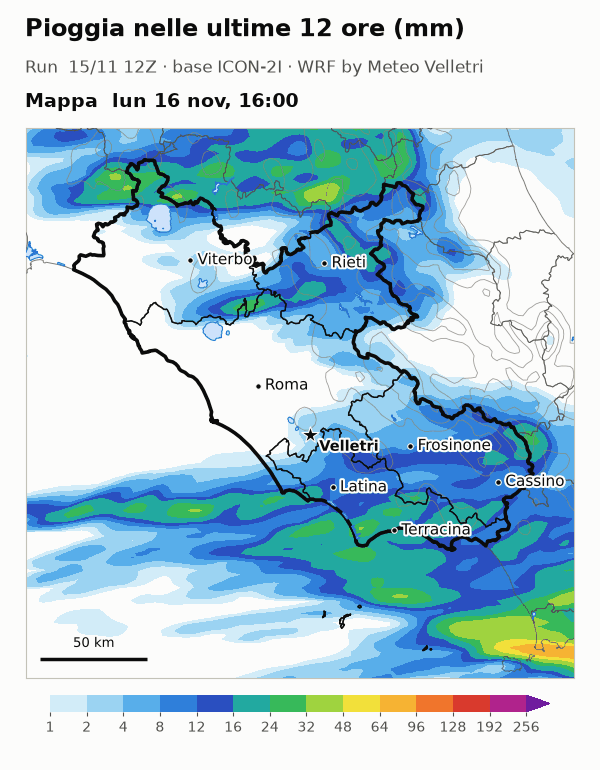 Pioggia nelle ultime 12 ore (mm)
Run 15/11 12Z · base ICON-2I · WRF by Meteo Velletri
Mappa lun 16 nov, 16:00
Viterbo
Rieti
Roma
Velletri
Frosinone
Latina
Cassino
Terracina
50 km
1 2 4 8 12 16 24 32 48 64 96 128 192 256